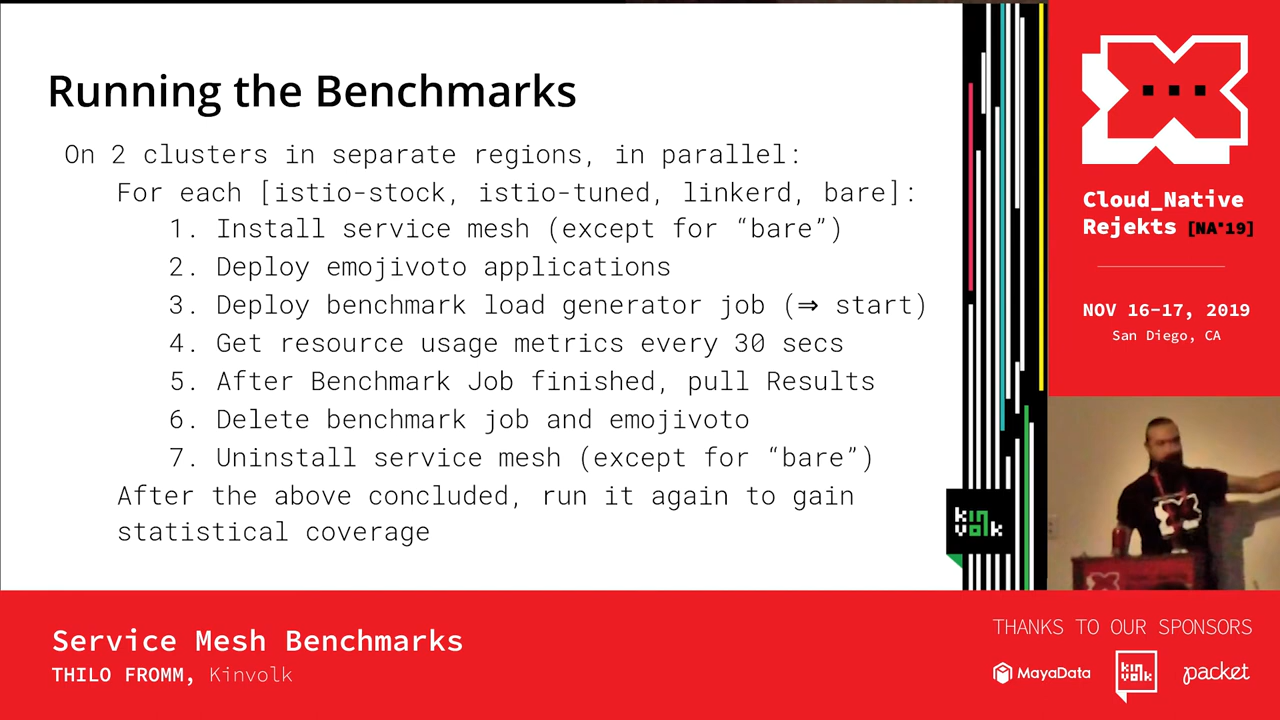 Running the Benchmarks
On 2 clusters in separate regions, in parallel:
For each [istio-stock, istio-tuned, linkerd, bare]:
1. Install service mesh (except for “bare”)
2. Deploy emojivoto applications
3. Deploy benchmark load generator job (⇒ start)
4. Get resource usage metrics every 30 secs
5. After Benchmark Job finished, pull Results
6. Delete benchmark job and emojivoto
7. Uninstall service mesh (except for “bare”)
After the above concluded, run it again to gain
statistical coverage
kin
volk
Cloud_Native
Rejekts [NA'19]
NOV 16-17, 2019
San Diego, CA
Service Mesh Benchmarks
THILO FROMM, Kinvolk
THANKS TO OUR SPONSORS
MayaData
kin
volk
packet